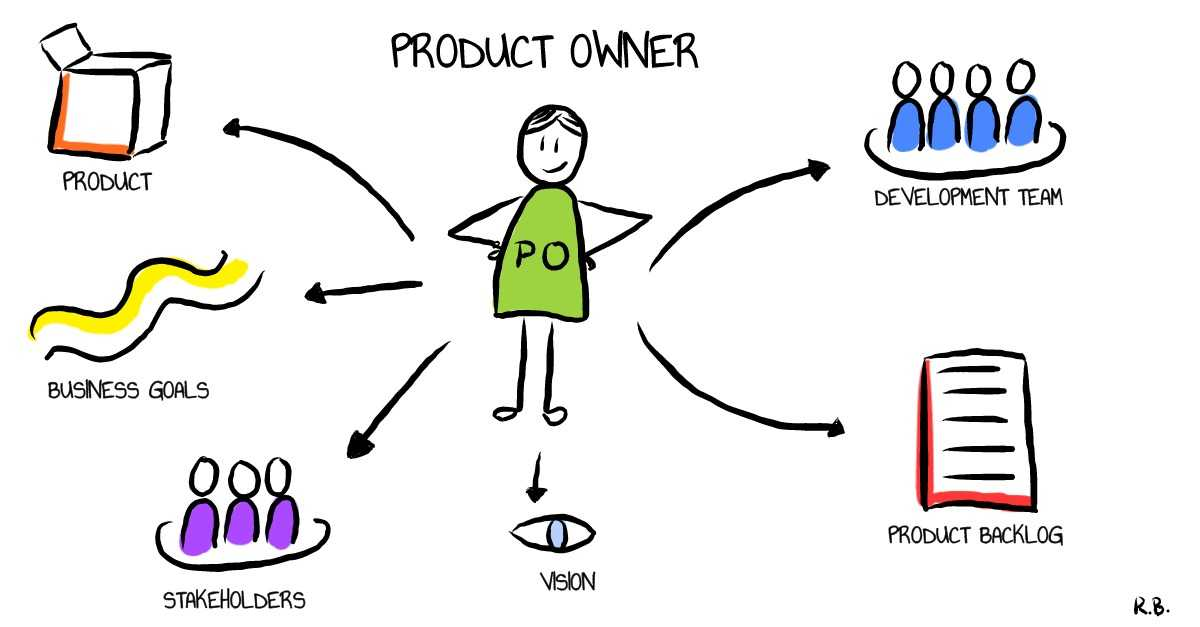 PRODUCT OWNER
PRODUCT
DEVELOPMENT TEAM
PO
BUSINESS GOALS
STAKEHOLDERS
VISION
PRODUCT BACKLOG
R.B.